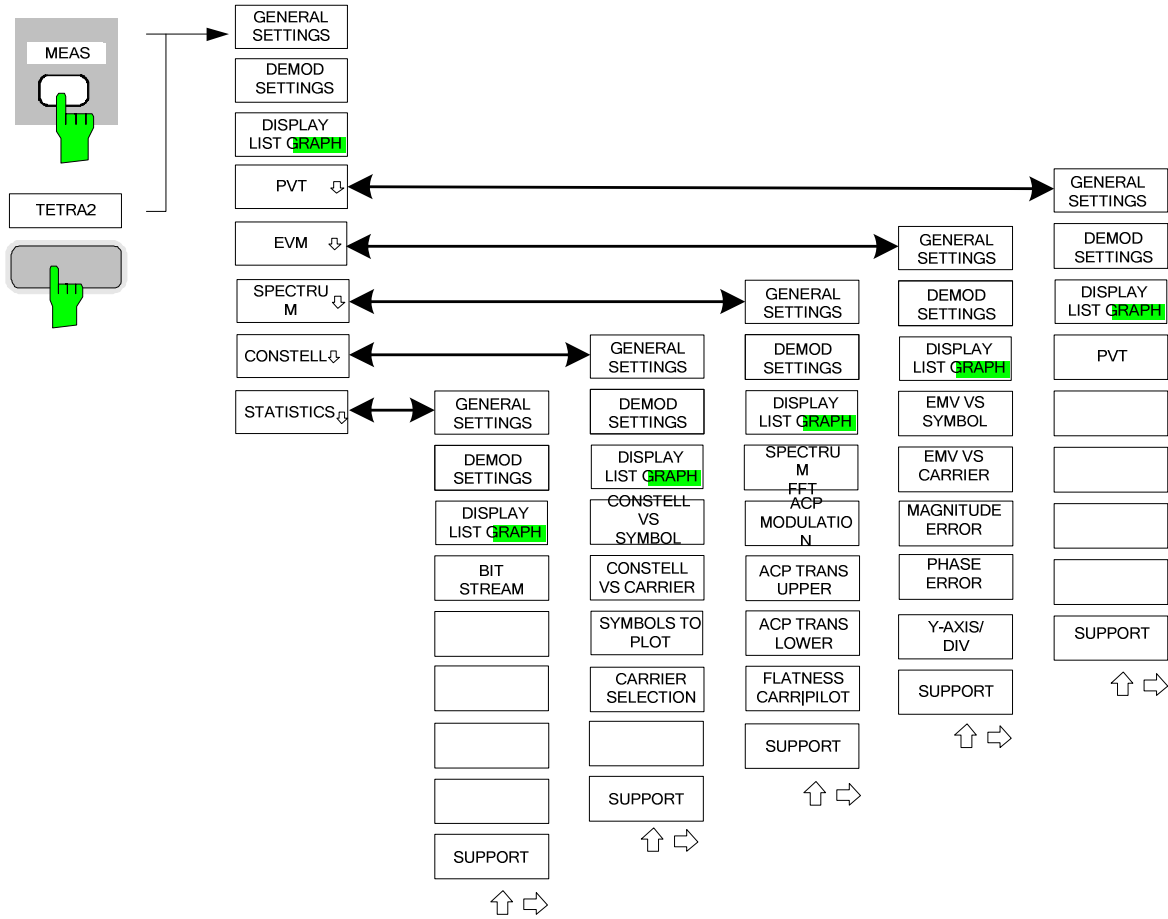 MEAS
TETRA2
GENERAL
SETTINGS
DEMOD
SETTINGS
DISPLAY
LIST GRAPH
PVT
EVM
SPECTRU
M
CONSTELL
STATISTICS
GENERAL
SETTINGS
DEMOD
SETTINGS
DISPLAY
LIST GRAPH
BIT
STREAM
SUPPORT
GENERAL
SETTINGS
DEMOD
SETTINGS
DISPLAY
LIST GRAPH
CONSTELL
VS
SYMBOL
CONSTELL
VS CARRIER
SYMBOLS TO
PLOT
CARRIER
SELECTION
SUPPORT
GENERAL
SETTINGS
DEMOD
SETTINGS
DISPLAY
LIST GRAPH
SPECTRU
M
FFT
ACP
MODULATIO
N
ACP TRANS
UPPER
ACP TRANS
LOWER
FLATNESS
CARR|PILOT
SUPPORT
GENERAL
SETTINGS
DEMOD
SETTINGS
DISPLAY
LIST GRAPH
EMV VS
SYMBOL
EMV VS
CARRIER
MAGNITUDE
ERROR
PHASE
ERROR
Y-AXIS/
DIV
SUPPORT
GENERAL
SETTINGS
DEMOD
SETTINGS
DISPLAY
LIST GRAPH
PVT
SUPPORT